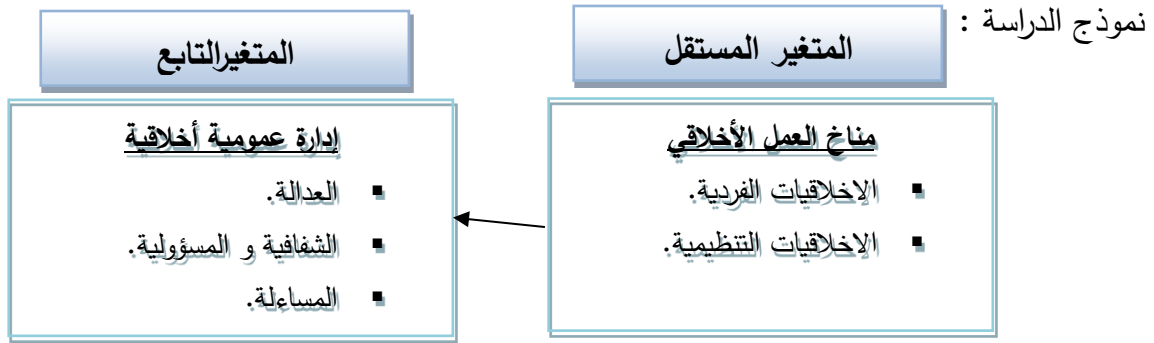 نموذج الدراسة :
المتغير المستقل
مناخ العمل الأخلاقي
▪ الاخلاقيات الفردية.
▪ الاخلاقيات التنظيمية.
المتغيرالتابع
إدارة عمومية أخلاقية
▪ العدالة.
▪ الشفافية و المسؤولية.
▪ المساءلة.